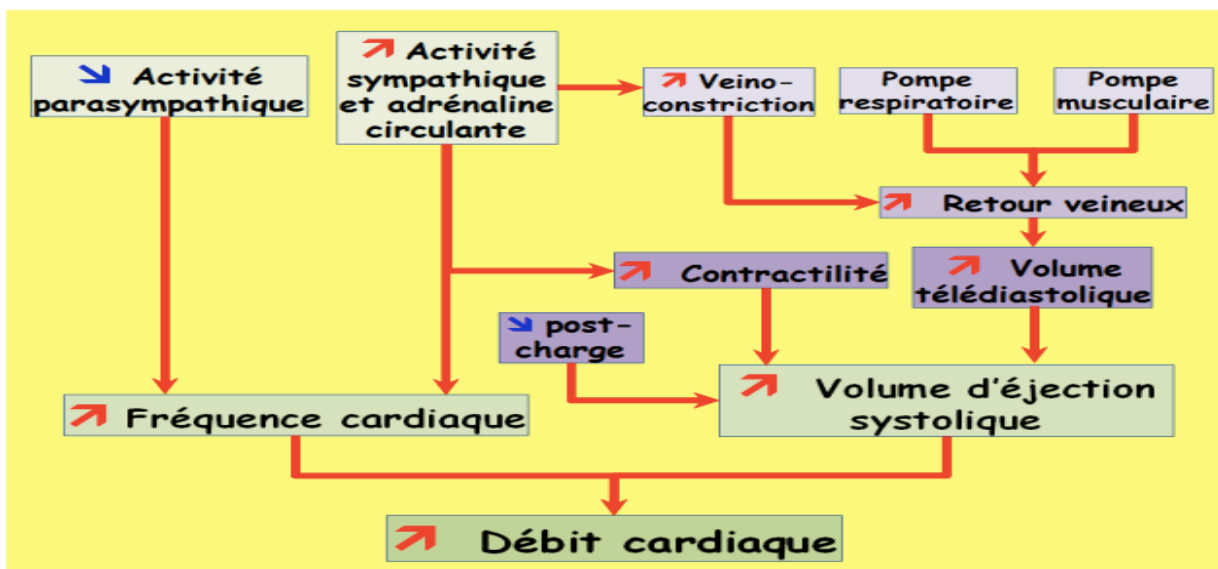 Activité
parasympathique
Activité
sympathique
et adrénaline
circulante
Veino-
constriction
Pompe
respiratoire
Pompe
musculaire
Retour veineux
Contractilité
Volume
télédiastolique
post-
charge
Fréquence cardiaque
Volume d'éjection
systolique
Débit cardiaque